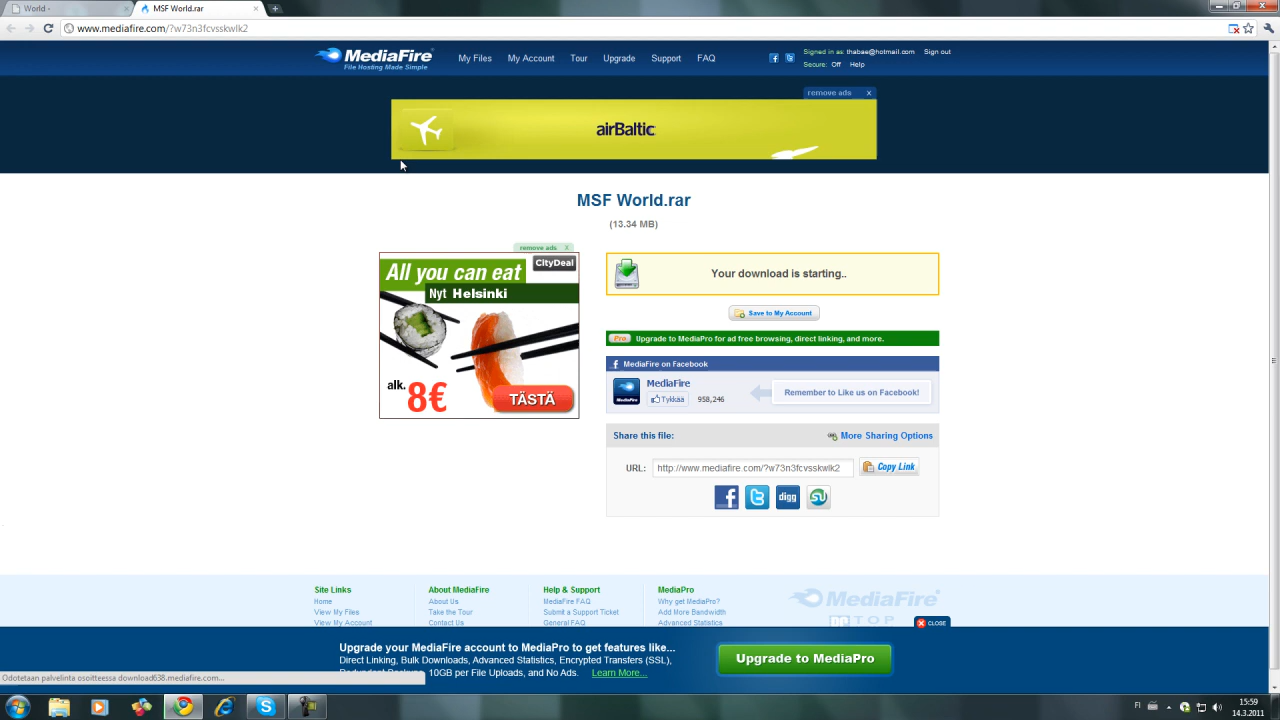 World -
MSF World.rar
www.mediafire.com/?w73n3fcvsskwlk2
MediaFire
File Hosting Made Simple
My Files My Account Tour Upgrade Support FAQ
Signed in as: thabae@hotmail.com Sign out
Secure: Off Help
remove ads X
airBaltic
MSF World.rar
(13.34 MB)
remove ads X
All you can eat
CityDeal
Nyt Helsinki
alk. 8€
TÄSTÄ
Your download is starting..
Save to My Account
Pro Upgrade to MediaPro for ad free browsing, direct linking, and more.
MediaFire on Facebook
MediaFire
MediaFire
Tykkää 958,246
Remember to Like us on Facebook!
Share this file:
More Sharing Options
URL: http://www.mediafire.com/?w73n3fcvsskwlk2 Copy Link
digg
Site Links
Home
View My Files
View My Account
About MediaFire
About Us
Take the Tour
Contact Us
Help & Support
MediaFire FAQ
Submit a Support Ticket
General FAQ
MediaPro
Why get MediaPro?
Add More Bandwidth
Advanced Statistics
MediaFire
TOP
CLOSE
Upgrade your MediaFire account to MediaPro to get features like...
Direct Linking, Bulk Downloads, Advanced Statistics, Encrypted Transfers (SSL),
10GB per File Uploads, and No Ads. Learn More...
Upgrade to MediaPro
Odotetaan palvelinta osoitteessa download638.mediafire.com...
FI
15:59
14.3.2011